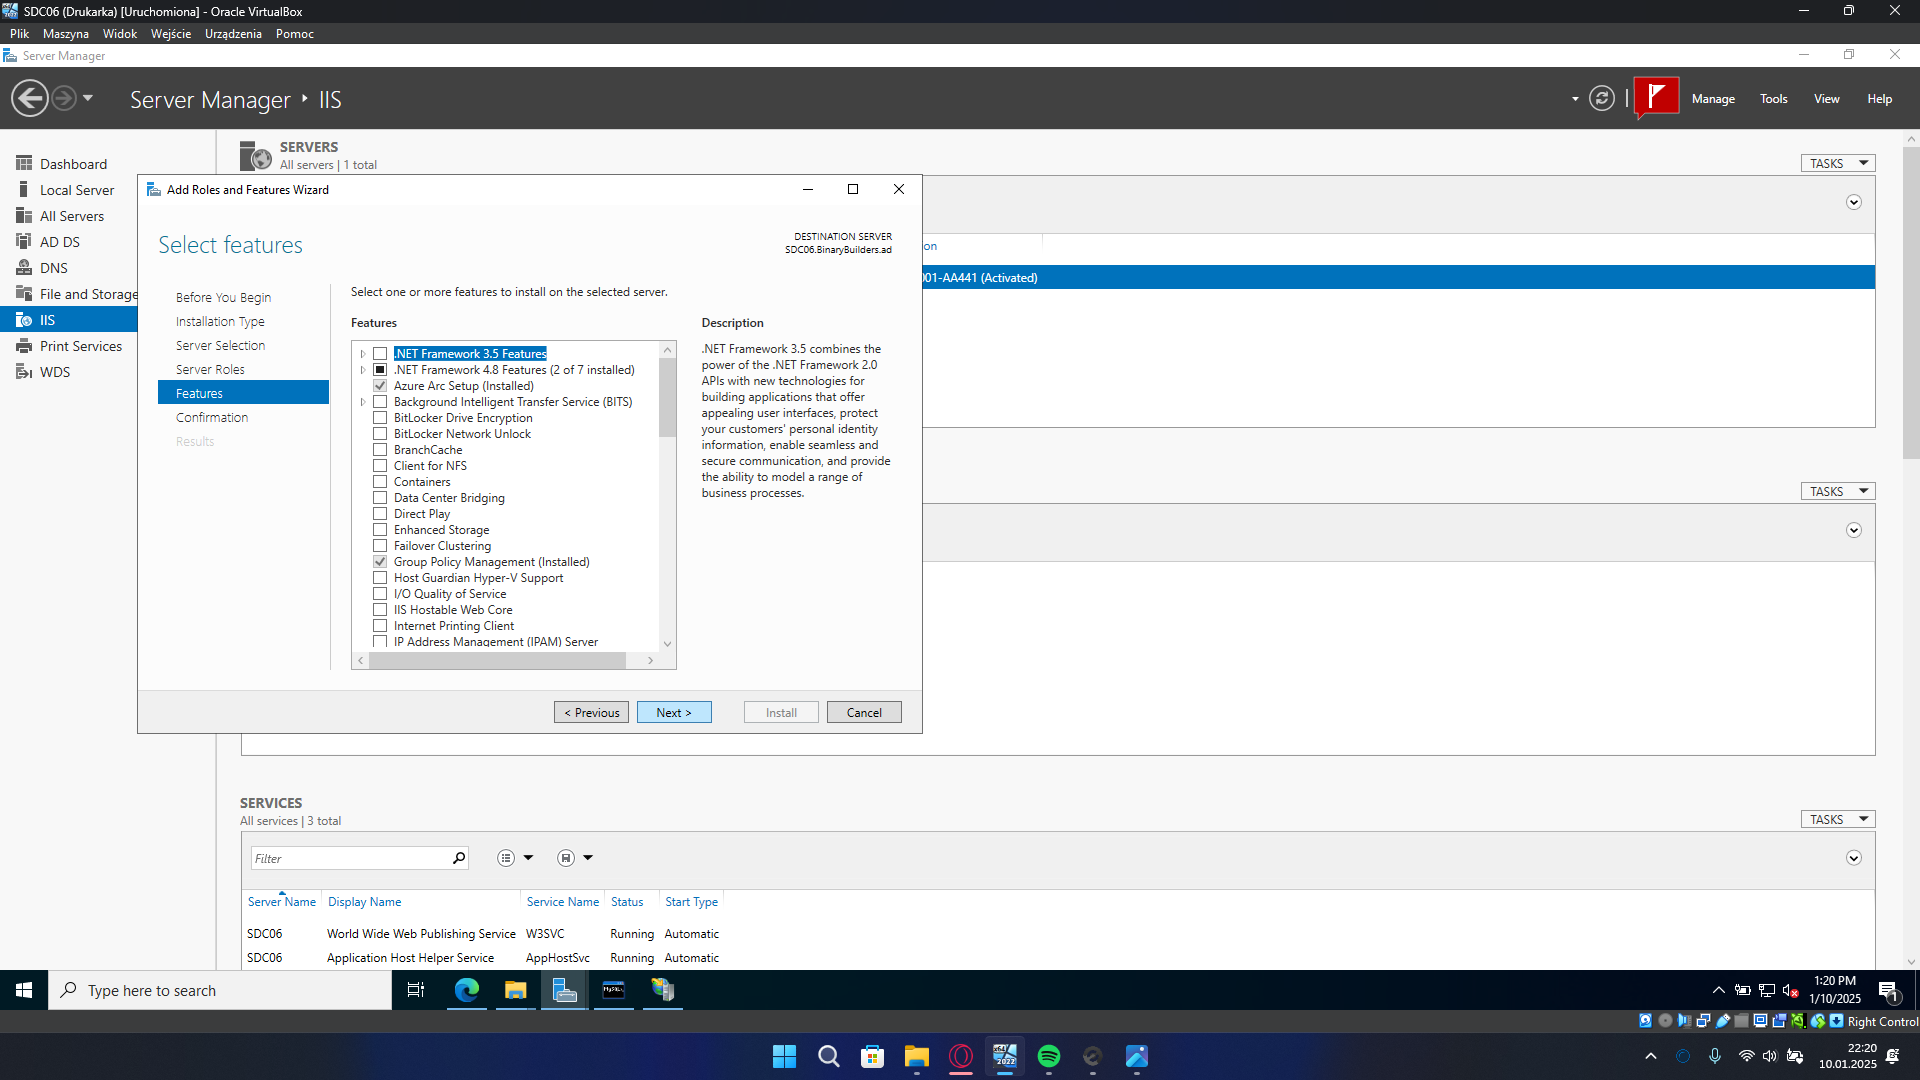 SDC06 (Drukarka) [Uruchomiona] - Oracle VirtualBox
Plik Maszyna Widok Wejście Urządzenia Pomoc
Server Manager
Server Manager ‣ IIS
Manage Tools View Help
Dashboard
Local Server
All Servers
AD DS
DNS
File and Storage
IIS
Print Services
WDS
SERVERS
All servers | 1 total
TASKS
on
001-AA441 (Activated)
Add Roles and Features Wizard
Select features
DESTINATION SERVER
SDC06.BinaryBuilders.ad
Before You Begin
Installation Type
Server Selection
Server Roles
Features
Confirmation
Results
Select one or more features to install on the selected server.
Features
.NET Framework 3.5 Features
.NET Framework 4.8 Features (2 of 7 installed)
Azure Arc Setup (Installed)
Background Intelligent Transfer Service (BITS)
BitLocker Drive Encryption
BitLocker Network Unlock
BranchCache
Client for NFS
Containers
Data Center Bridging
Direct Play
Enhanced Storage
Failover Clustering
Group Policy Management (Installed)
Host Guardian Hyper-V Support
I/O Quality of Service
IIS Hostable Web Core
Internet Printing Client
IP Address Management (IPAM) Server
Description
.NET Framework 3.5 combines the
power of the .NET Framework 2.0
APIs with new technologies for
building applications that offer
appealing user interfaces, protect
your customers' personal identity
information, enable seamless and
secure communication, and provide
the ability to model a range of
business processes.
< Previous Next > Install Cancel
TASKS
SERVICES
All services | 3 total
TASKS
Filter
Server Name Display Name Service Name Status Start Type
SDC06 World Wide Web Publishing Service W3SVC Running Automatic
SDC06 Application Host Helper Service AppHostSvc Running Automatic
Type here to search
MySQL
1:20 PM
1/10/2025
1
Right Control
x64
2022
22:20
10.01.2025